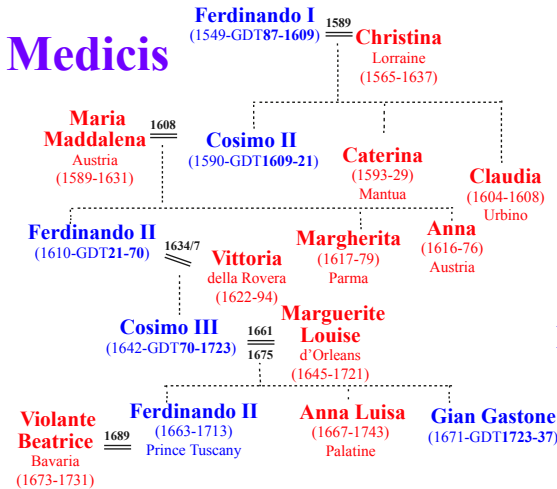 Ferdinando I
(1549-GDT87-1609)
1589
Christina
Lorraine
(1565-1637)
Medicis
Maria
Maddalena
Austria
(1589-1631)
1608
Cosimo II
(1590-GDT1609-21)
Caterina
(1593-29)
Mantua
Claudia
(1604-1608)
Urbino
Ferdinando II
(1610-GDT21-70)
1634/7
Vittoria
della Rovera
(1622-94)
Margherita
(1617-79)
Parma
Anna
(1616-76)
Austria
Cosimo III
(1642-GDT70-1723)
1661
1675
Marguerite
Louise
d'Orleans
(1645-1721)
Violante
Beatrice
Bavaria
(1673-1731)
1689
Ferdinando II
(1663-1713)
Prince Tuscany
Anna Luisa
(1667-1743)
Palatine
Gian Gastone
(1671-GDT1723-37)